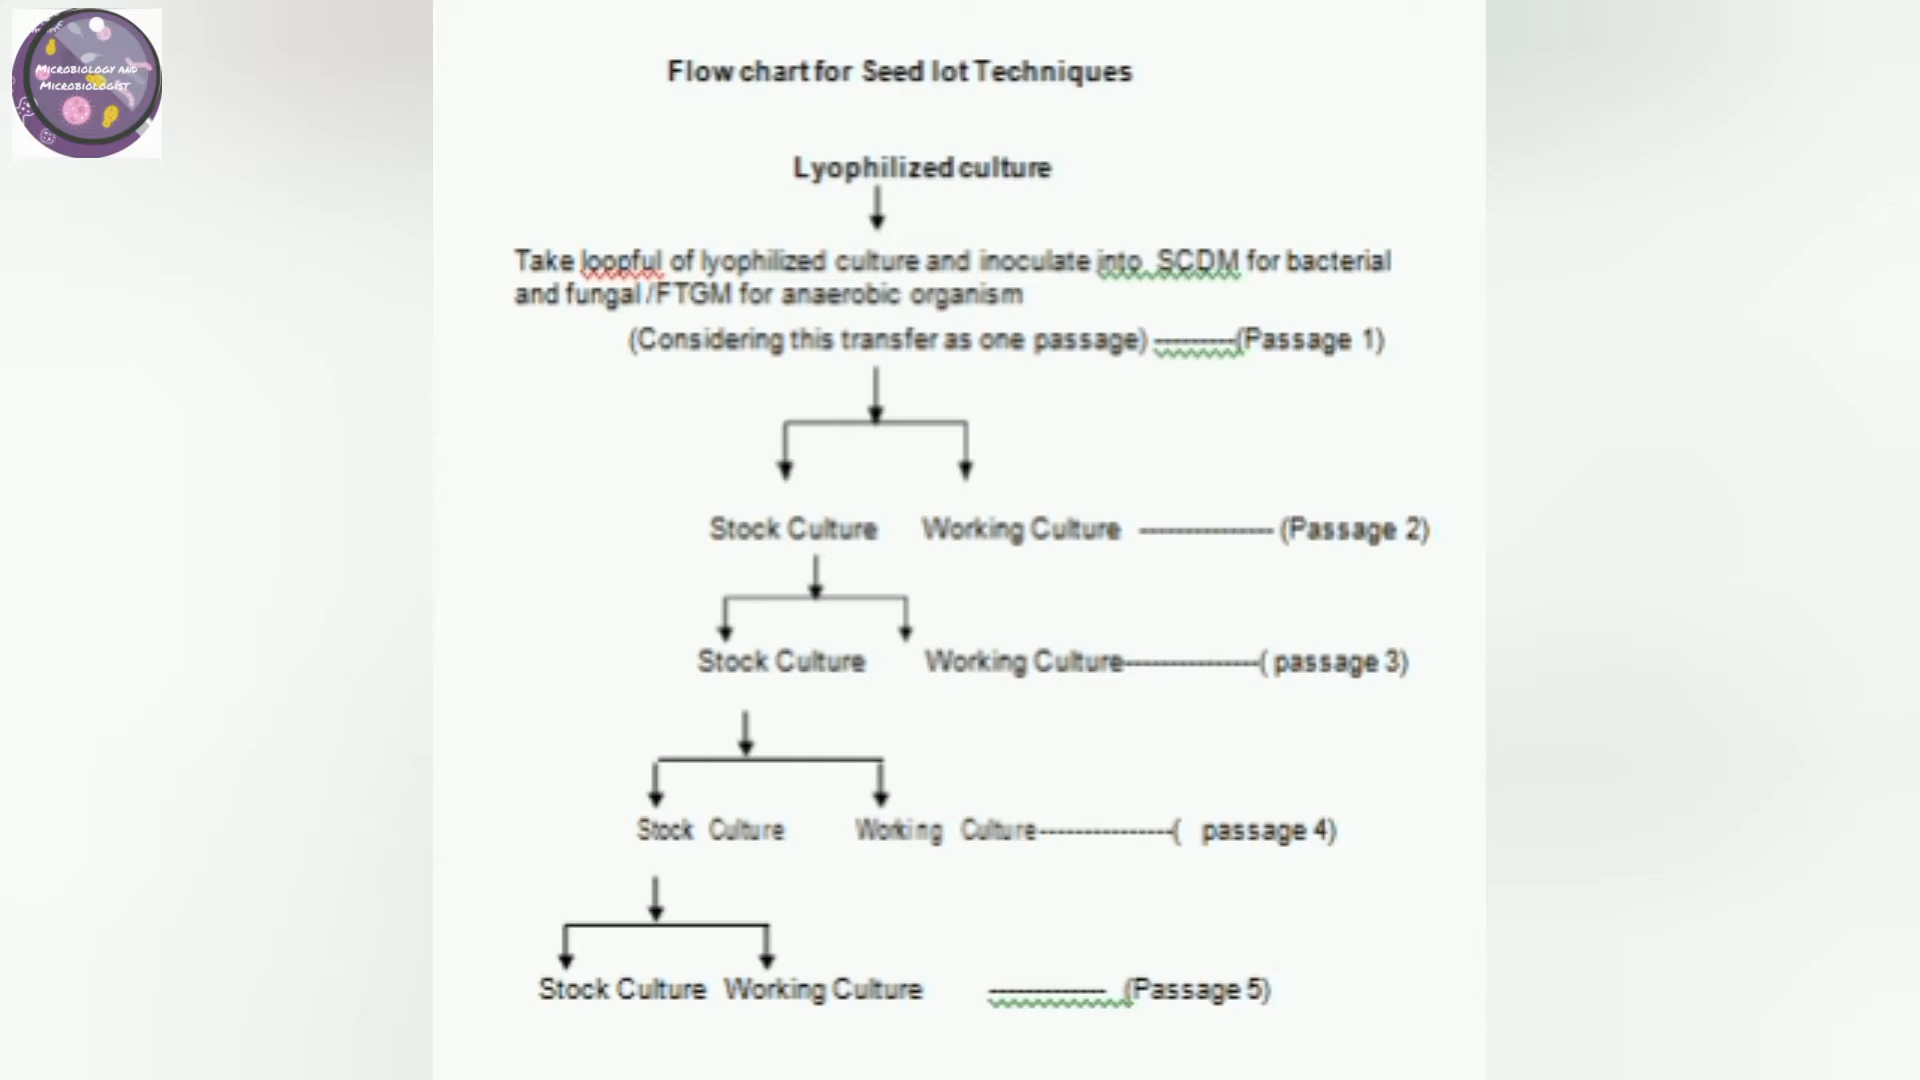 MICROBIOLOGY AND
MICROBIOLOGIST
Flow chart for Seed lot Techniques
Lyophilized culture
Take loopful of lyophilized culture and inoculate into SCDM for bacterial
and fungal /FTGM for anaerobic organism
(Considering this transfer as one passage) ---------(Passage 1)
Stock Culture Working Culture --------------- (Passage 2)
Stock Culture Working Culture---------------( passage 3)
Stock Culture Working Culture---------------( passage 4)
Stock Culture Working Culture ------------- (Passage 5)